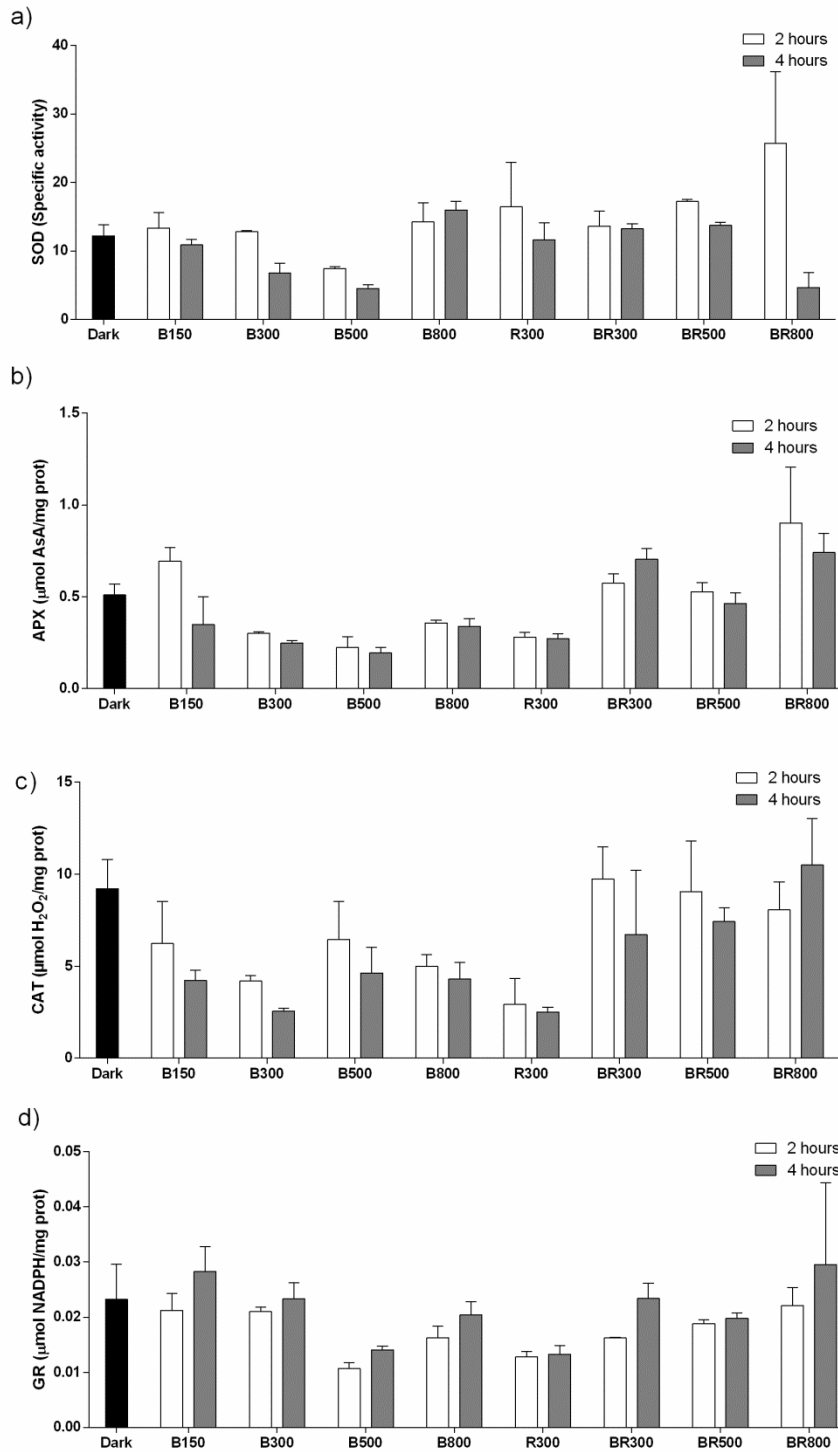 a)
2 hours
4 hours
40
30
20
10
0
SOD (Specific activity)
Dark B150 B300 B500 B800 R300 BR300 BR500 BR800
b)
2 hours
4 hours
1.5
1.0
0.5
0.0
APX (μmol AsA/mg prot)
Dark B150 B300 B500 B800 R300 BR300 BR500 BR800
c)
2 hours
4 hours
15
10
5
0
CAT (μmol H₂O₂/mg prot)
Dark B150 B300 B500 B800 R300 BR300 BR500 BR800
d)
2 hours
4 hours
0.05
0.04
0.03
0.02
0.01
0.00
GR (μmol NADPH/mg prot)
Dark B150 B300 B500 B800 R300 BR300 BR500 BR800